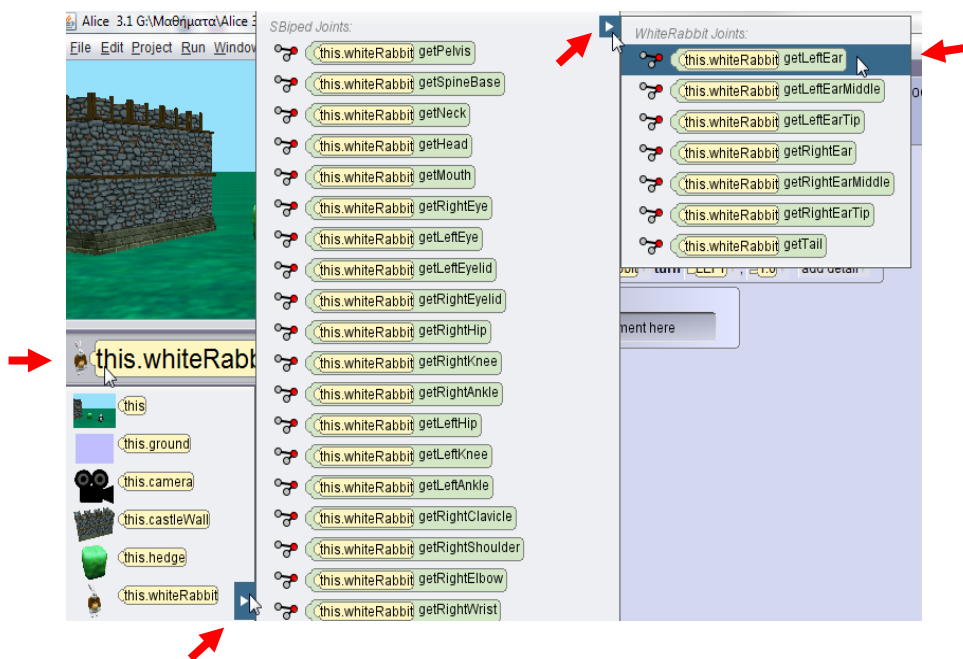 Alice 3.1 G:\Μαθήματα\Alice 3
File Edit Project Run Window
this.whiteRabb
this
this.ground
this.camera
this.castleWall
this.hedge
this.whiteRabbit
SBiped Joints:
this.whiteRabbit getPelvis
this.whiteRabbit getSpineBase
this.whiteRabbit getNeck
this.whiteRabbit getHead
this.whiteRabbit getMouth
this.whiteRabbit getRightEye
this.whiteRabbit getLeftEye
this.whiteRabbit getLeftEyelid
this.whiteRabbit getRightEyelid
this.whiteRabbit getRightHip
this.whiteRabbit getRightKnee
this.whiteRabbit getRightAnkle
this.whiteRabbit getLeftHip
this.whiteRabbit getLeftKnee
this.whiteRabbit getLeftAnkle
this.whiteRabbit getRightClavicle
this.whiteRabbit getRightShoulder
this.whiteRabbit getRightElbow
this.whiteRabbit getRightWrist
WhiteRabbit Joints:
this.whiteRabbit getLeftEar
this.whiteRabbit getLeftEarMiddle
this.whiteRabbit getLeftEarTip
this.whiteRabbit getRightEar
this.whiteRabbit getRightEarMiddle
this.whiteRabbit getRightEarTip
this.whiteRabbit getTail
turn LEFT , 1.0 add detail
ment here